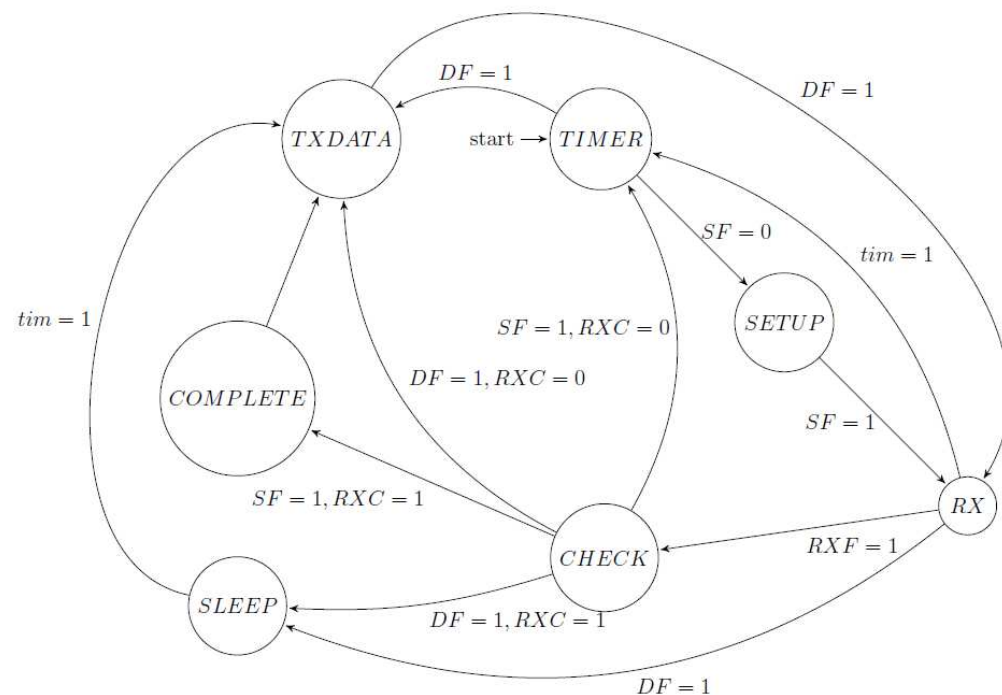 DF = 1
DF = 1
TXDATA
start
TIMER
SF = 0
tim = 1
tim = 1
SETUP
SF = 1, RXC = 0
DF = 1, RXC = 0
COMPLETE
SF = 1
SF = 1, RXC = 1
RX
RXF = 1
CHECK
SLEEP
DF = 1, RXC = 1
DF = 1